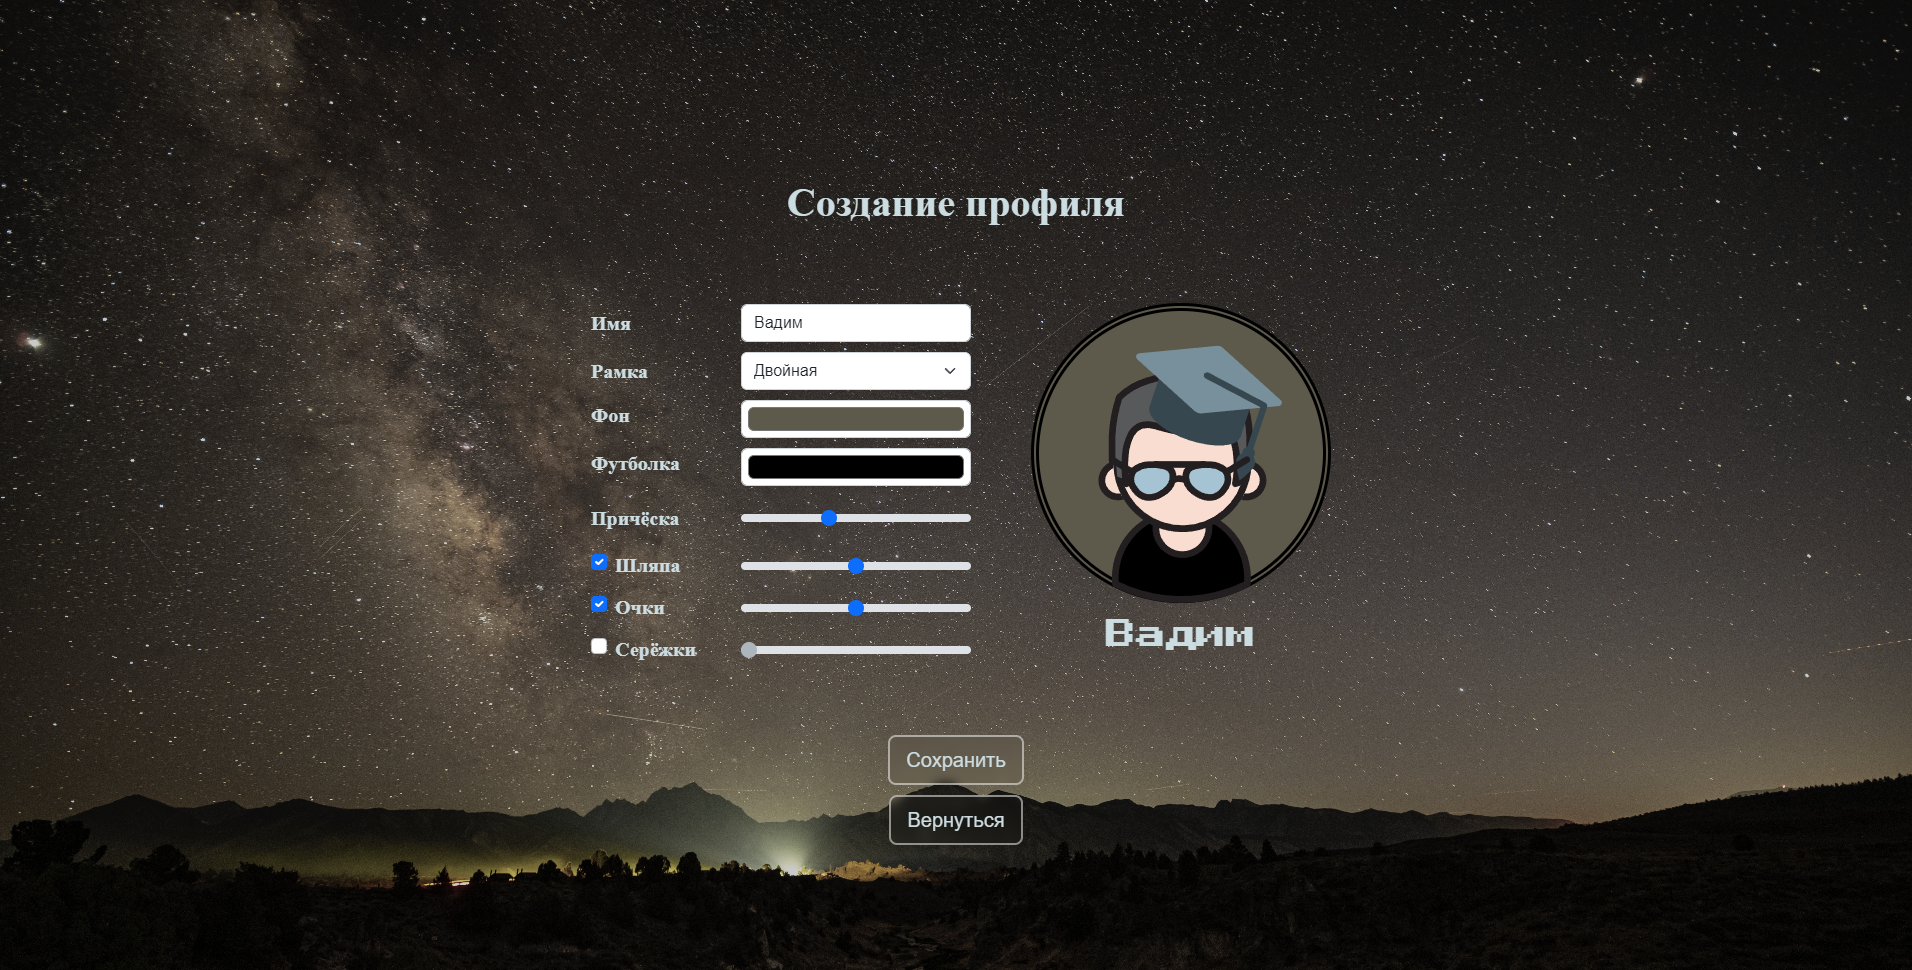 Создание профиля
Имя
Вадим
Рамка
Двойная
Фон
Футболка
Причёска
Шляпа
Очки
Серёжки
Вадим
Сохранить
Вернуться